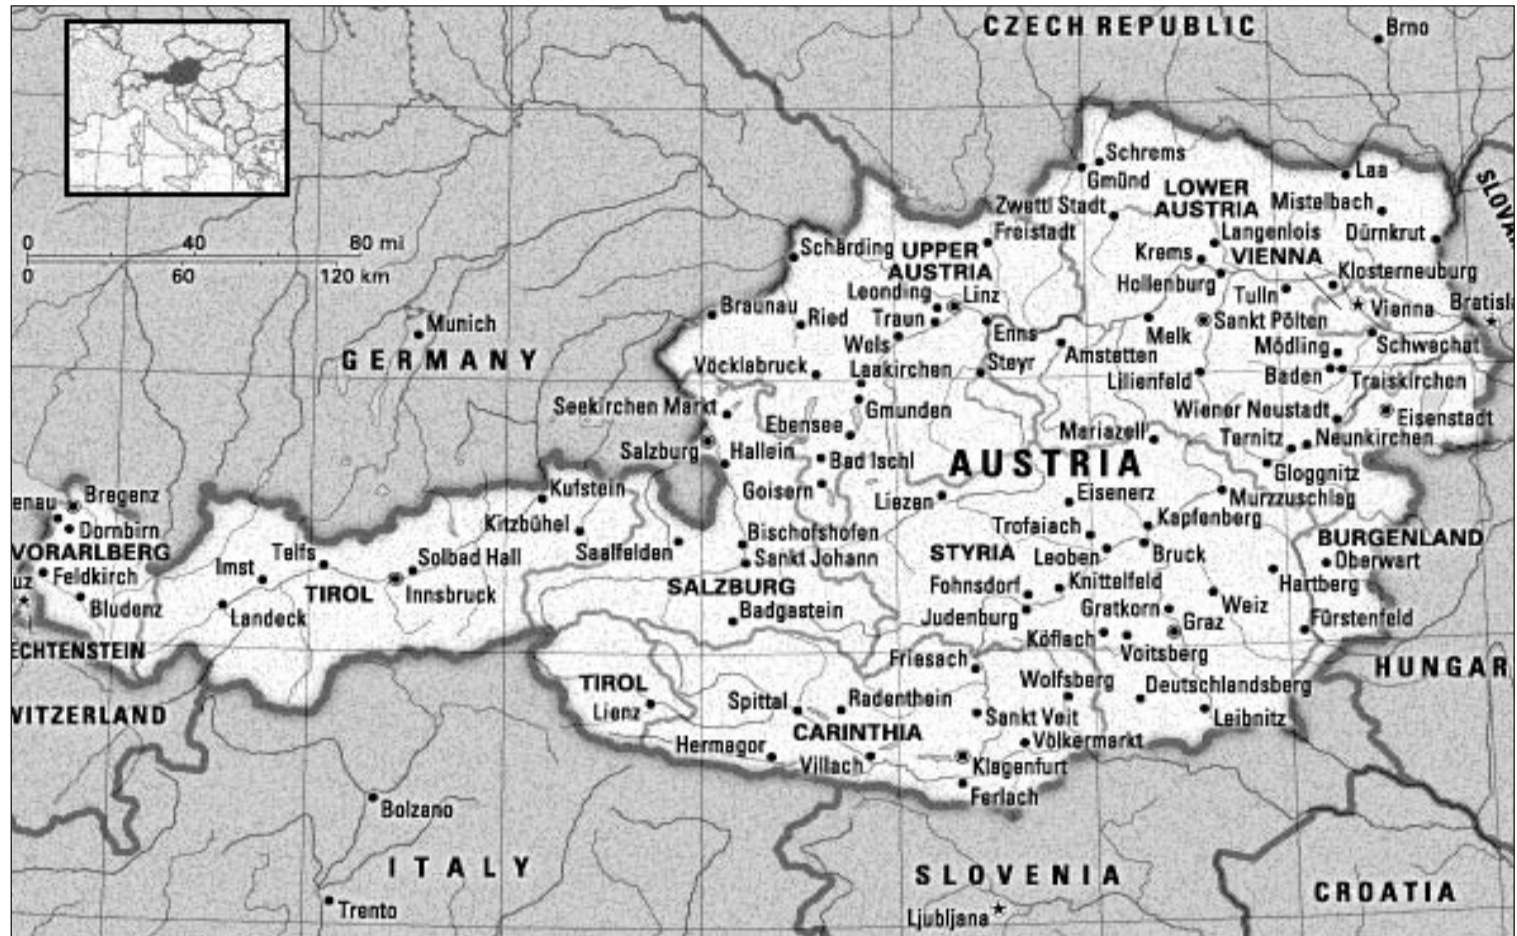 CZECH REPUBLIC
Brno
Schrems
Gmünd
Laa
LOWER
AUSTRIA
Zwettl Stadt
Mistelbach
SLOVA
Freistadt
Langenlois
Dürnkrut
0 40 80 mi
60 120 km
Schärding
UPPER
AUSTRIA
Krems
VIENNA
Hollenburg
Klosterneuburg
Leonding
Linz
Tulln
Vienna
Bratisla
Braunau
Ried
Traun
Enns
Melk
Sankt Pölten
Munich
Wels
Mödling
Schwechat
GERMANY
Vöcklabruck
Laakirchen
Steyr
Amstetten
Lilienfeld
Baden
Traiskirchen
Seekirchen Markt
Gmunden
Wiener Neustadt
Eisenstadt
Ebensee
Mariazell
Ternitz
Neunkirchen
Salzburg
Hallein
Bad Ischl
AUSTRIA
Gloggnitz
Bregenz
enau
Kufstein
Goisern
Liezen
Eisenerz
Murzzuschlag
Dornbirn
Kitzbühel
Bischofshofen
Trofaiach
Kapfenberg
VORARLBERG
Telfs
Solbad Hall
Saalfelden
Sankt Johann
STYRIA
Leoben
Bruck
BURGENLAND
Oberwart
uz
Feldkirch
Imst
TIROL
Innsbruck
SALZBURG
Fohnsdorf
Knittelfeld
Hartberg
Bludenz
Landeck
Badgastein
Judenburg
Gratkorn
Weiz
Graz
Fürstenfeld
ECHTENSTEIN
Köflach
Voitsberg
Friesach
HUNGAR
TIROL
Lienz
Spittal
Radenthein
Wolfsberg
Deutschlandsberg
WITZERLAND
CARINTHIA
Sankt Veit
Leibnitz
Hermagor
Villach
Völkermarkt
Klagenfurt
Ferlach
Bolzano
ITALY
SLOVENIA
CROATIA
Trento
Ljubljana